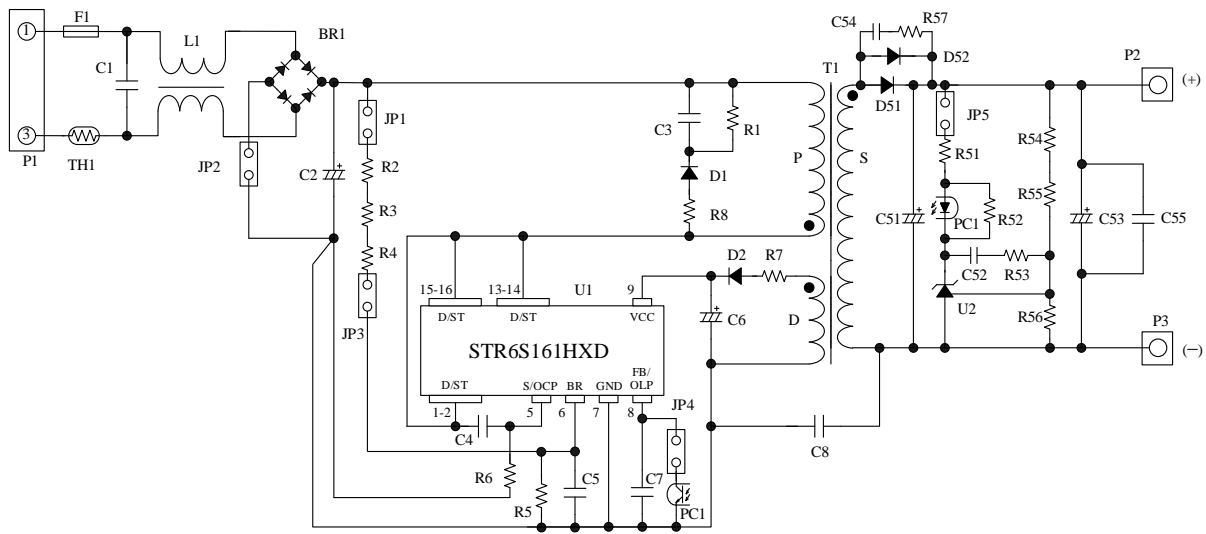 F1
1
L1
BR1
C1
3
P1
TH1
JP2
C2
JP1
R2
R3
R4
JP3
C3
R1
D1
R8
T1
P
S
D
C54
R57
D52
D51
P2
(+)
JP5
R51
R54
R55
R52
PC1
C51
C53
C55
C52
R53
U2
R56
P3
(—)
D2
R7
C6
15-16
13-14
U1
9
D/ST
D/ST
VCC
STR6S161HXD
D/ST
S/OCP
BR
GND
FB/
OLP
1-2
5
6
7
8
JP4
C4
R6
R5
C5
C7
PC1
C8